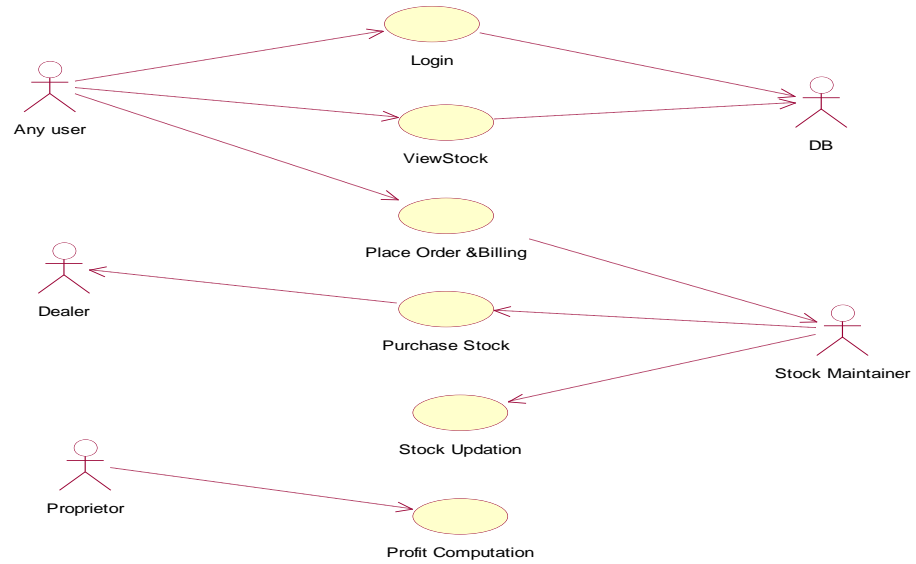 Login
Any user
DB
ViewStock
Place Order &Billing
Dealer
Purchase Stock
Stock Maintainer
Stock Updation
Proprietor
Profit Computation